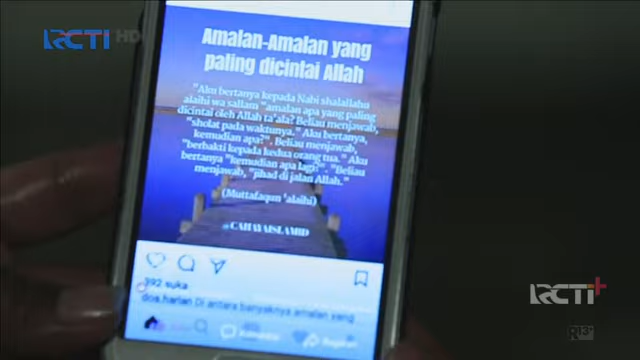 RCTI HD
Amalan-Amalan yang
paling dicintai Allah
"Aku bertanya kepada Nabi shalallahu
alaihi wa sallam "amalan apa yang paling
dicintai oleh Allah ta'ala? Beliau menjawab,
"sholat pada waktunya." Aku bertanya,
kemudian apa?". Beliau menjawab,
"berbakti kepada kedua orang tua." Aku
bertanya "kemudian apa lagi?". "Beliau
menjawab, "jihad di jalan Allah."
(Muttafaqun 'alaihi)
@CAHAYAISLAMID
392 suka
doa.harian Di antara banyaknya amalan yang
Komentar
Bagikan
RCTI+
R13+